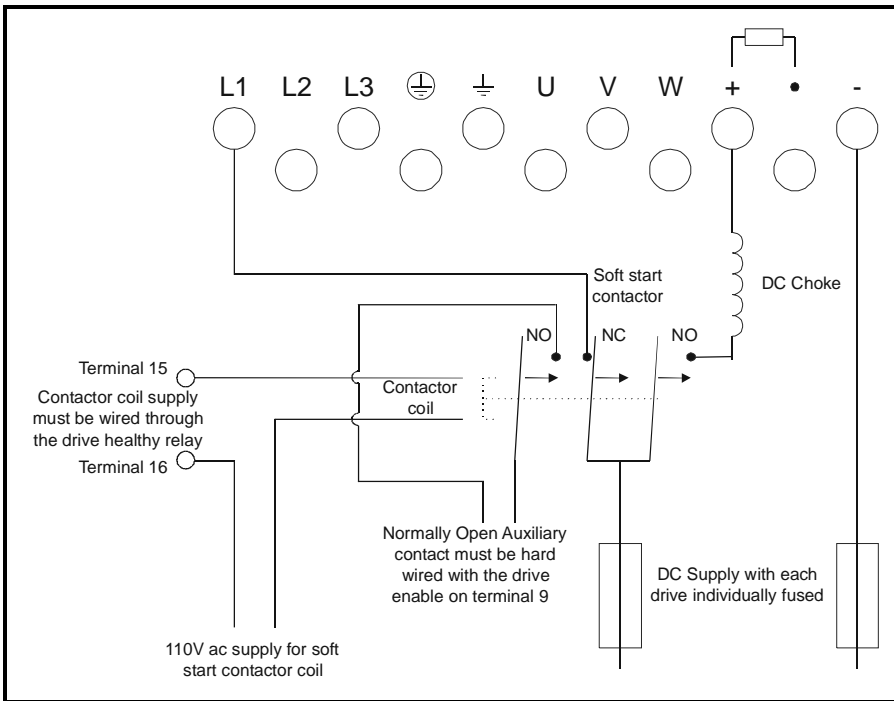 L1 L2 L3 U V W + • -
Soft start
contactor
DC Choke
NO NC NO
Terminal 15
Contactor coil supply
must be wired through
the drive healthy relay
Terminal 16
Contactor
coil
Normally Open Auxiliary
contact must be hard
wired with the drive
enable on terminal 9
DC Supply with each
drive individually fused
110V ac supply for soft
start contactor coil